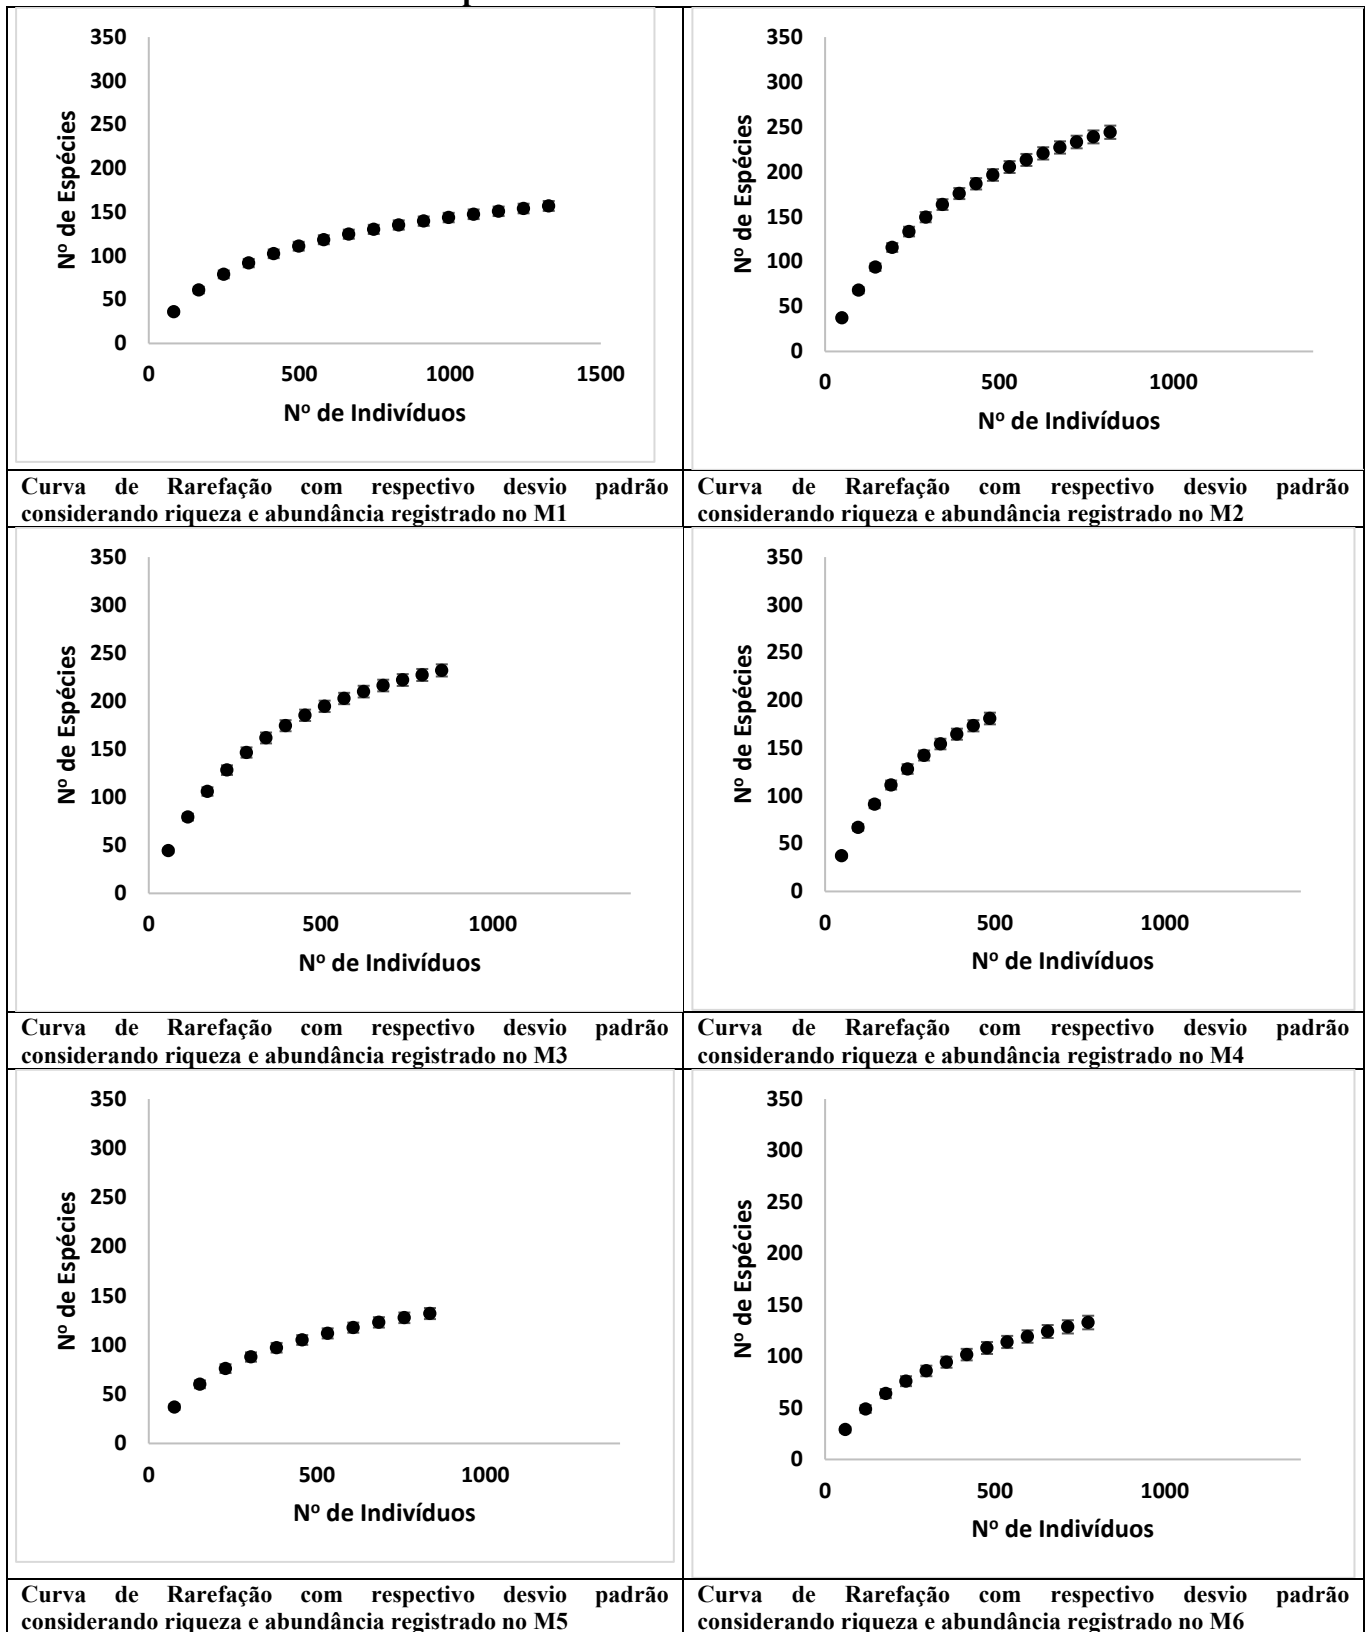 350
300
250
200
150
100
50
0
Nº de Espécies
0 500 1000 1500
Nº de Indivíduos
350
300
250
200
150
100
50
0
Nº de Espécies
0 500 1000
Nº de Indivíduos
Curva de Rarefação com respectivo desvio padrão
considerando riqueza e abundância registrado no M1
Curva de Rarefação com respectivo desvio padrão
considerando riqueza e abundância registrado no M2
350
300
250
200
150
100
50
0
Nº de Espécies
0 500 1000
Nº de Indivíduos
350
300
250
200
150
100
50
0
Nº de Espécies
0 500 1000
Nº de Indivíduos
Curva de Rarefação com respectivo desvio padrão
considerando riqueza e abundância registrado no M3
Curva de Rarefação com respectivo desvio padrão
considerando riqueza e abundância registrado no M4
350
300
250
200
150
100
50
0
Nº de Espécies
0 500 1000
Nº de Indivíduos
350
300
250
200
150
100
50
0
Nº de Espécies
0 500 1000
Nº de Indivíduos
Curva de Rarefação com respectivo desvio padrão
considerando riqueza e abundância registrado no M5
Curva de Rarefação com respectivo desvio padrão
considerando riqueza e abundância registrado no M6